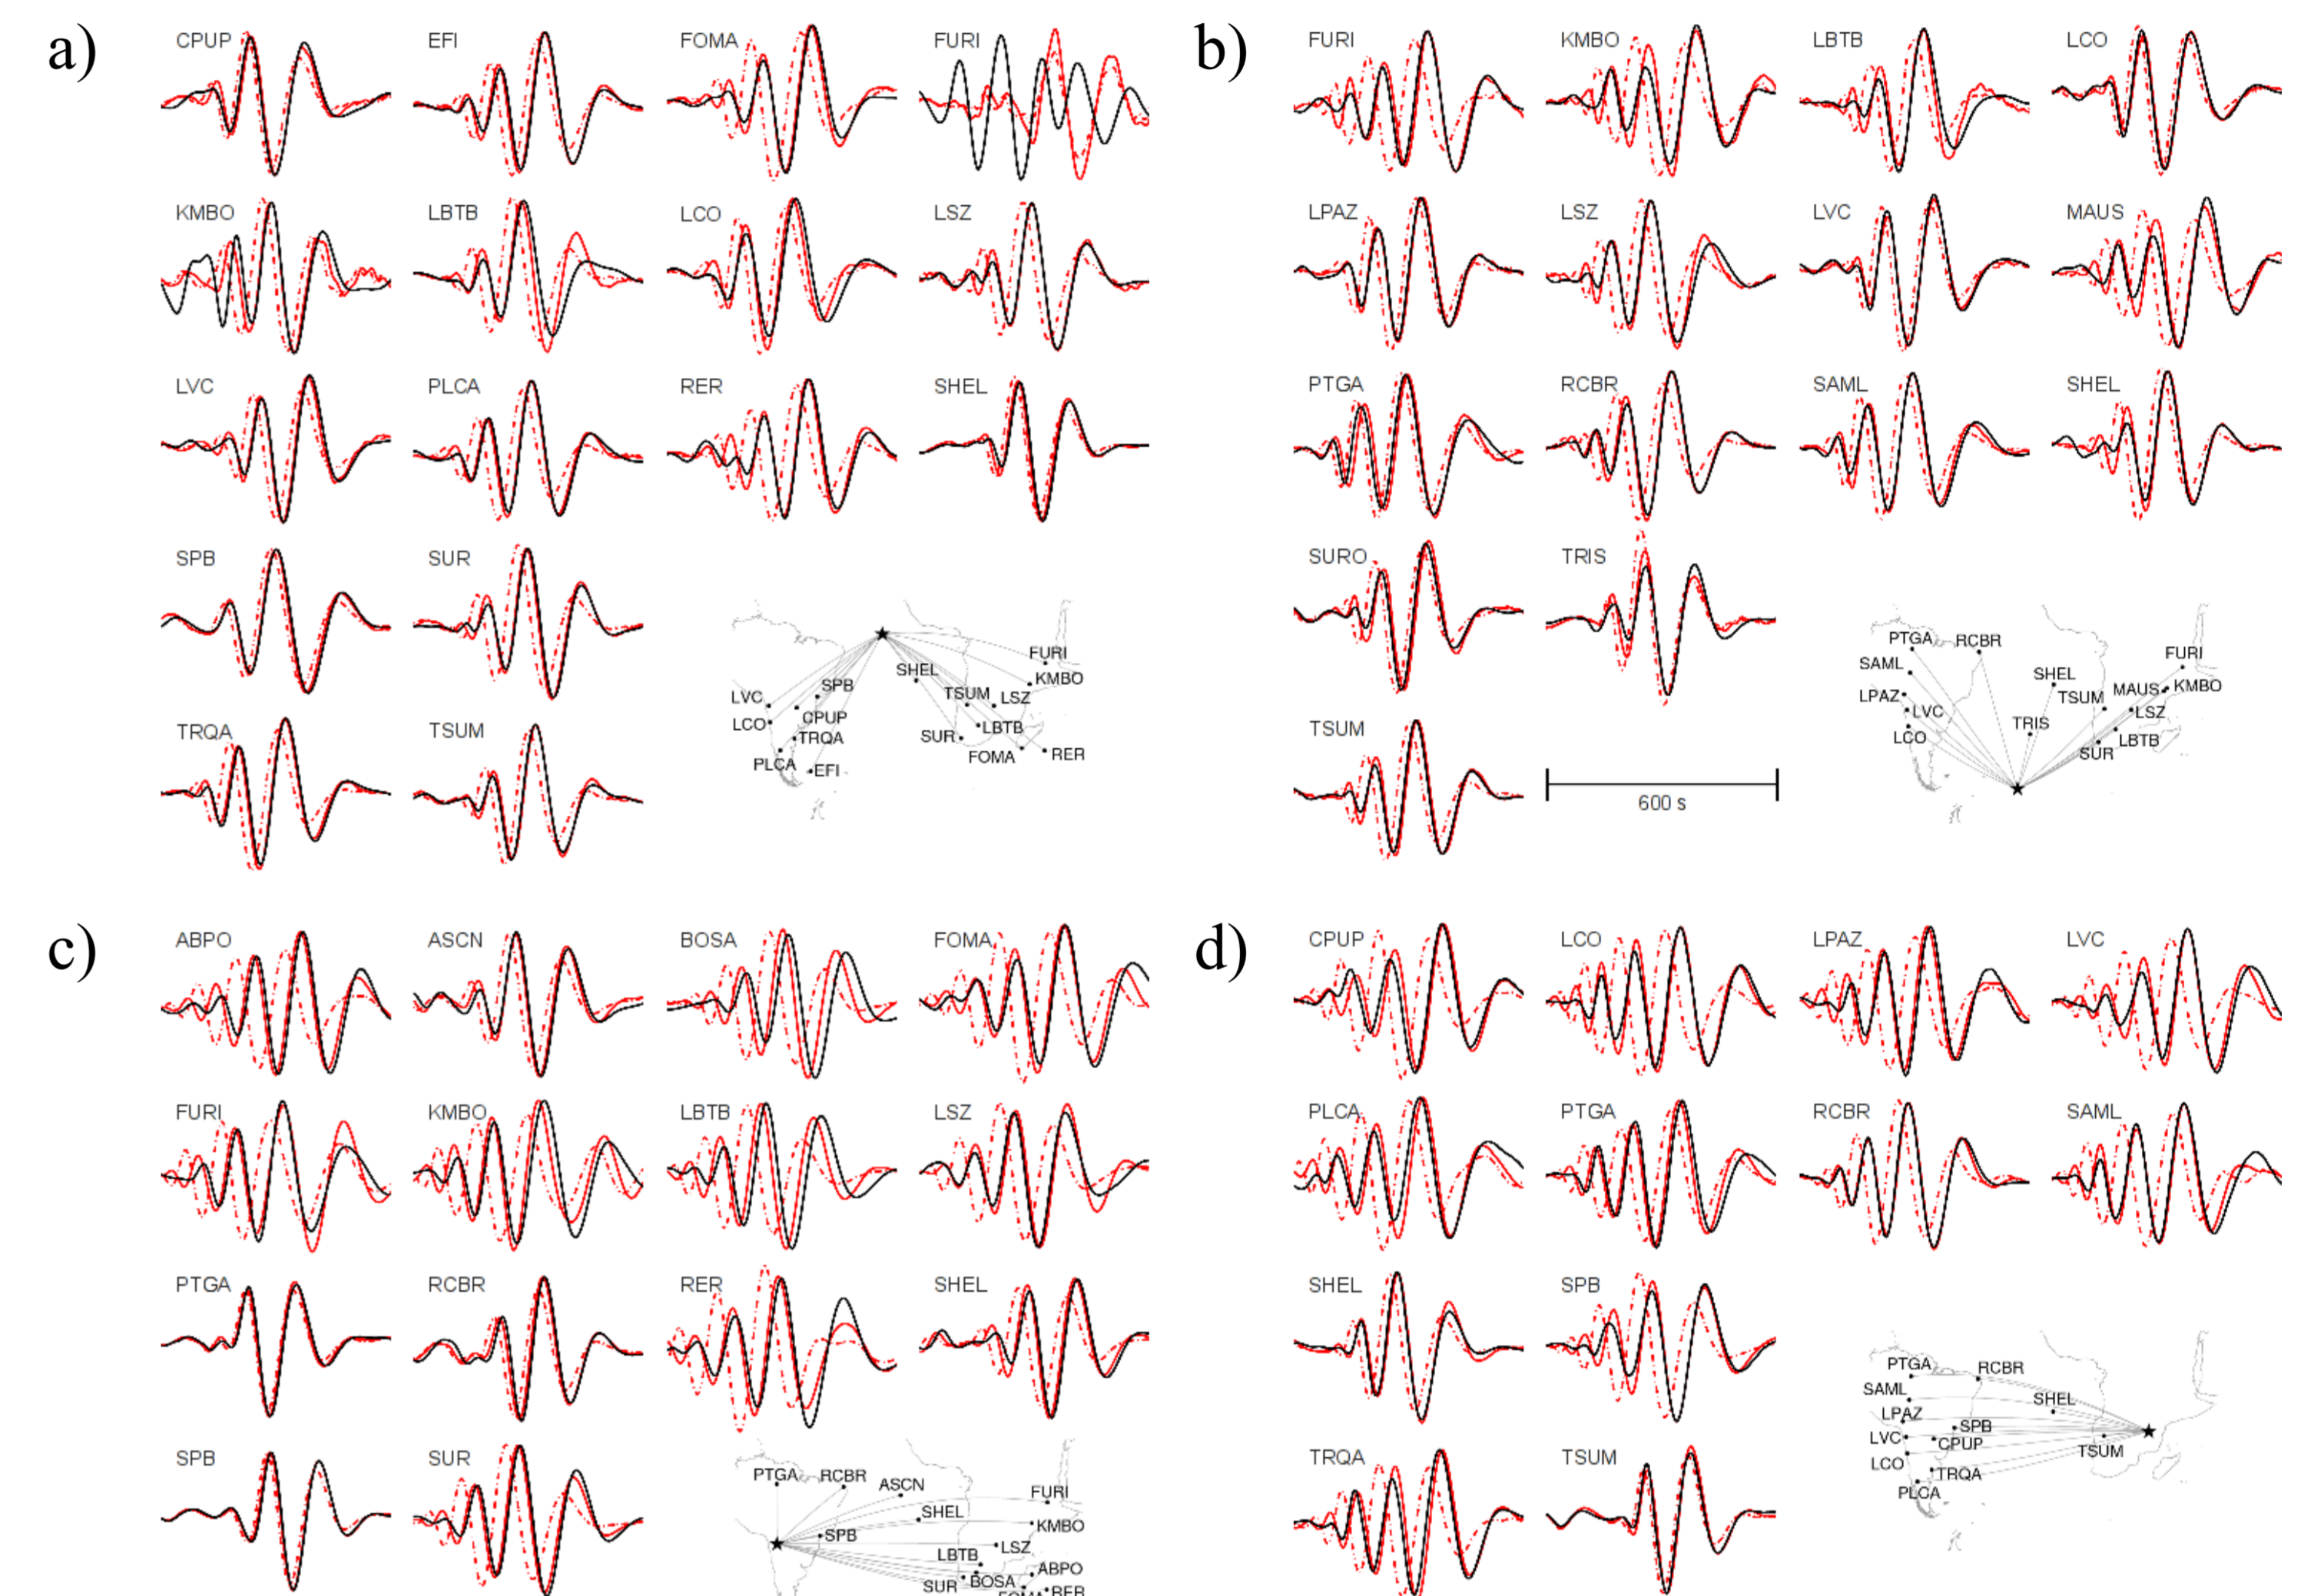 a)
CPUP EFI FOMA FURI
KMBO LBTB LCO LSZ
LVC PLCA RER SHEL
SPB SUR
TRQA TSUM
FURI
SHEL
KMBO
SPB
TSUM
LSZ
LVC
CPUP
LCO
LBTB
TRQA
SUR
FOMA
RER
PLCA
EFI
b)
FURI KMBO LBTB LCO
LPAZ LSZ LVC MAUS
PTGA RCBR SAML SHEL
SURO TRIS
TSUM
600 s
PTGA
RCBR
FURI
SAML
SHEL
KMBO
MAUS
LPAZ
TSUM
LVC
LSZ
TRIS
LCO
LBTB
SUR
c)
ABPO ASCN BOSA FOMA
FURI KMBO LBTB LSZ
PTGA RCBR RER SHEL
SPB SUR
PTGA
RCBR
ASCN
FURI
SHEL
KMBO
SPB
LSZ
LBTB
ABPO
BOSA
SUR
RER
FOMA
d)
CPUP LCO LPAZ LVC
PLCA PTGA RCBR SAML
SHEL SPB
TRQA TSUM
PTGA
RCBR
SAML
SHEL
LPAZ
SPB
LVC
CPUP
TSUM
LCO
TRQA
PLCA